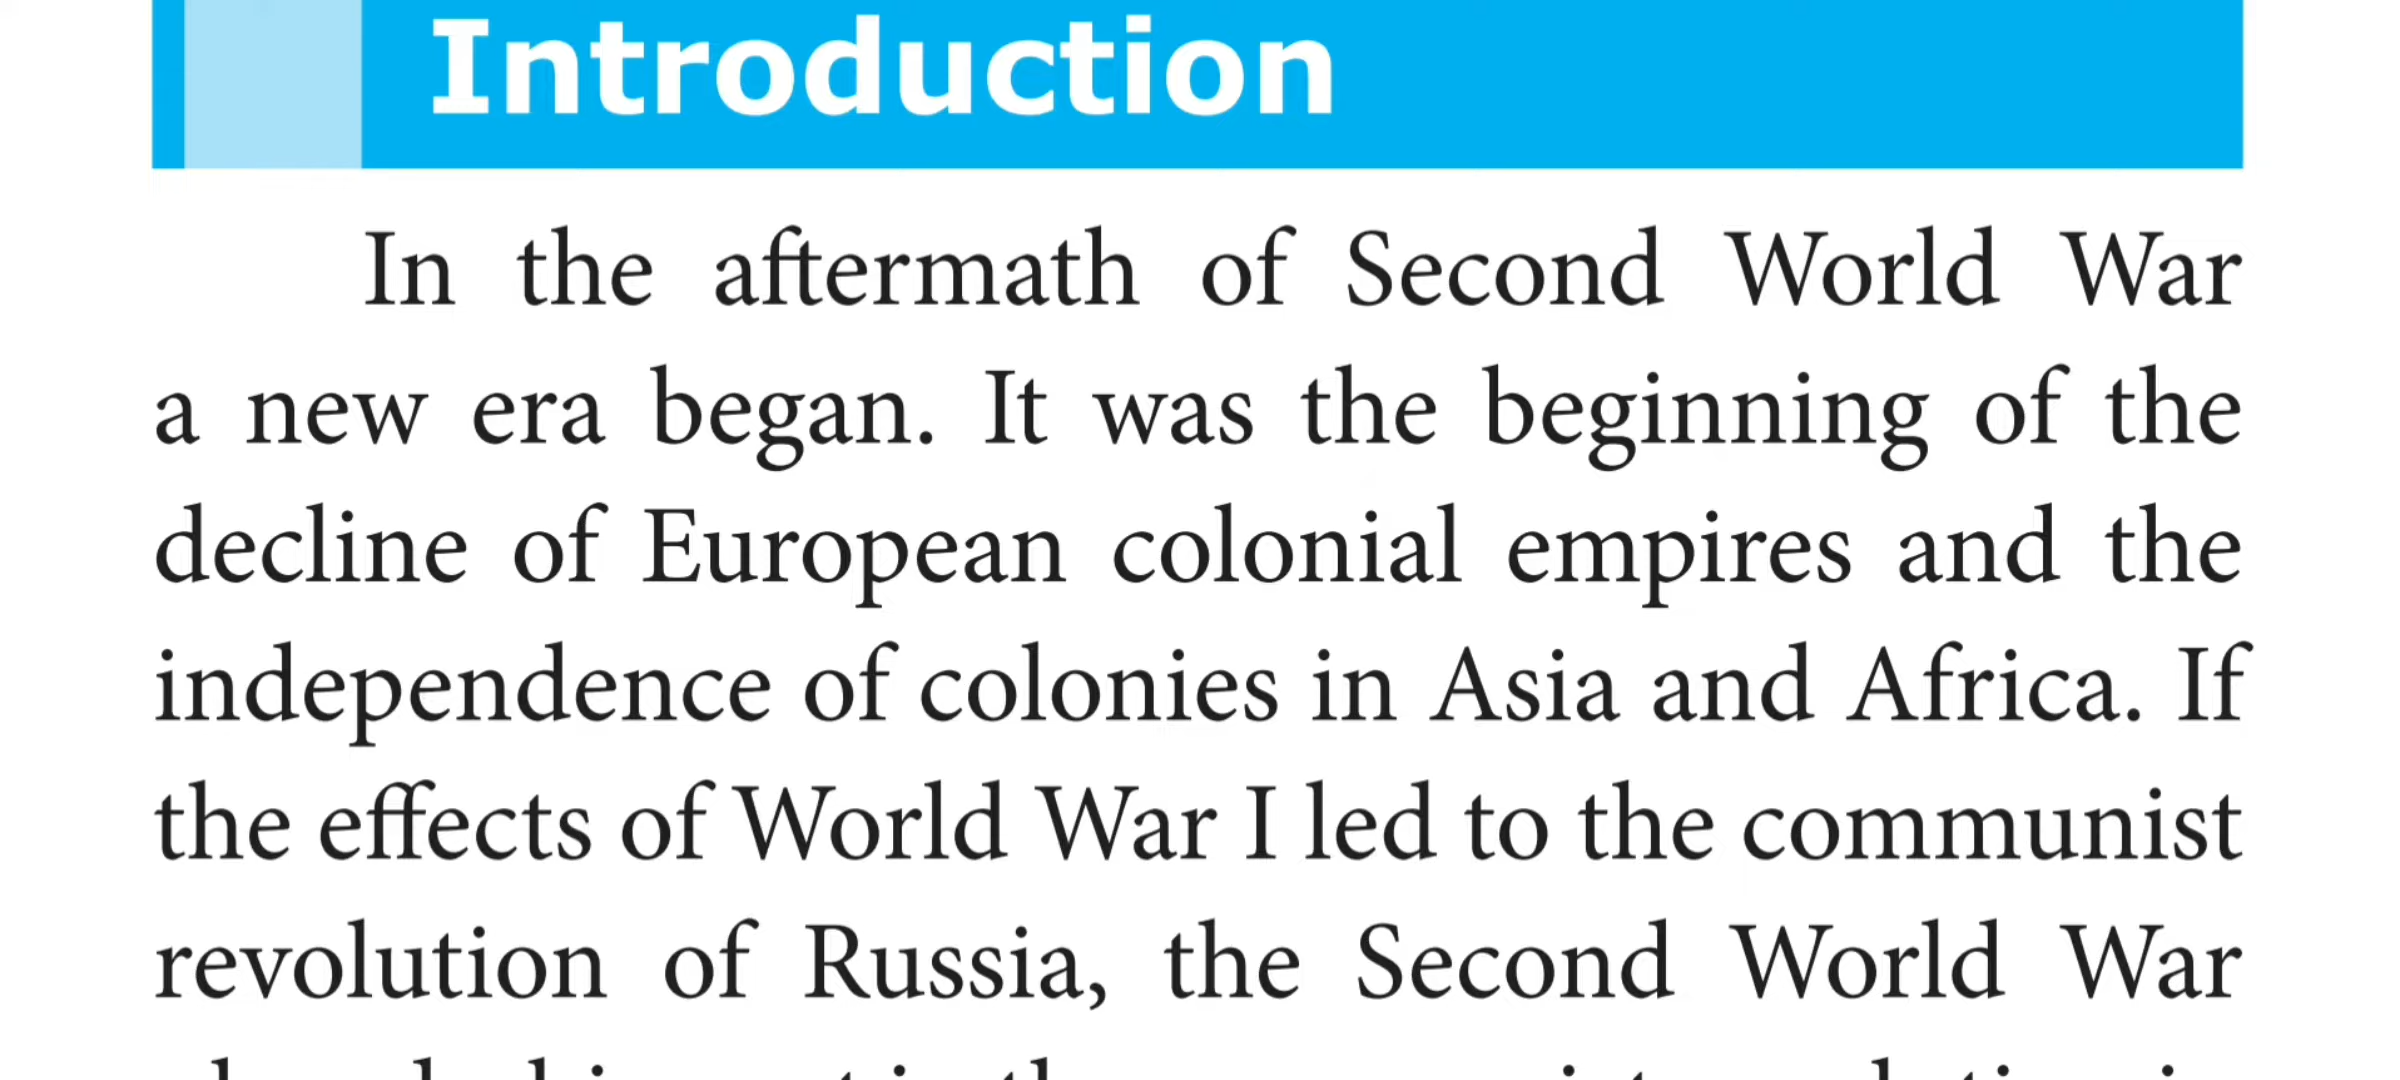 Introduction
In the aftermath of Second World War
a new era began. It was the beginning of the
decline of European colonial empires and the
independence of colonies in Asia and Africa. If
the effects of World War I led to the communist
revolution of Russia, the Second World War